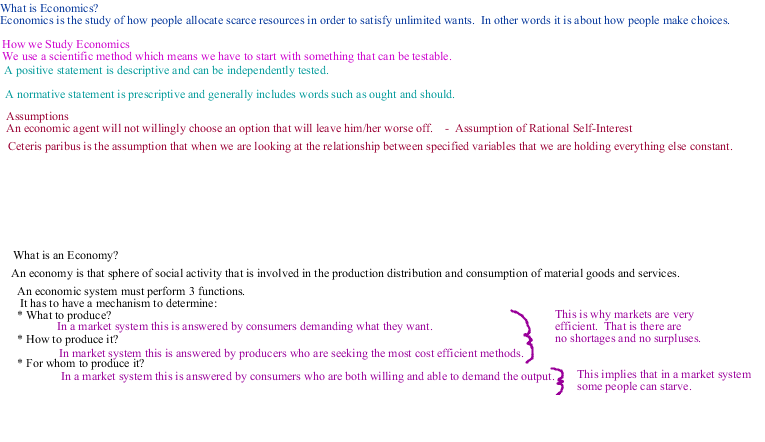 What is Economics?
Economics is the study of how people allocate scarce resources in order to satisfy unlimited wants.  In other words it is about how people make choices.
How we Study Economics
We use a scientific method which means we have to start with something that can be testable.
A positive statement is descriptive and can be independently tested.
A normative statement is prescriptive and generally includes words such as ought and should.
Assumptions
An economic agent will not willingly choose an option that will leave him/her worse off.    -  Assumption of Rational Self-Interest
Ceteris paribus is the assumption that when we are looking at the relationship between specified variables that we are holding everything else constant.
What is an Economy?
An economy is that sphere of social activity that is involved in the production distribution and consumption of material goods and services.
An economic system must perform 3 functions.
It has to have a mechanism to determine:
* What to produce?
In a market system this is answered by consumers demanding what they want.
* How to produce it?
In market system this is answered by producers who are seeking the most cost efficient methods.
This is why markets are very
efficient.  That is there are
no shortages and no surpluses.
* For whom to produce it?
In a market system this is answered by consumers who are both willing and able to demand the output.
This implies that in a market system
some people can starve.